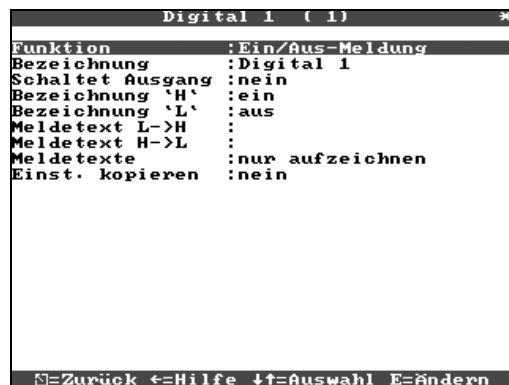 Digital 1 ( 1) *
Funktion :Ein/Aus-Meldung
Bezeichnung :Digital 1
Schaltet Ausgang :nein
Bezeichnung 'H' :ein
Bezeichnung 'L' :aus
Meldetext L->H :
Meldetext H->L :
Meldetexte :nur aufzeichnen
Einst. kopieren :nein
=Zurück ←=Hilfe ↓↑=Auswahl E=Ändern